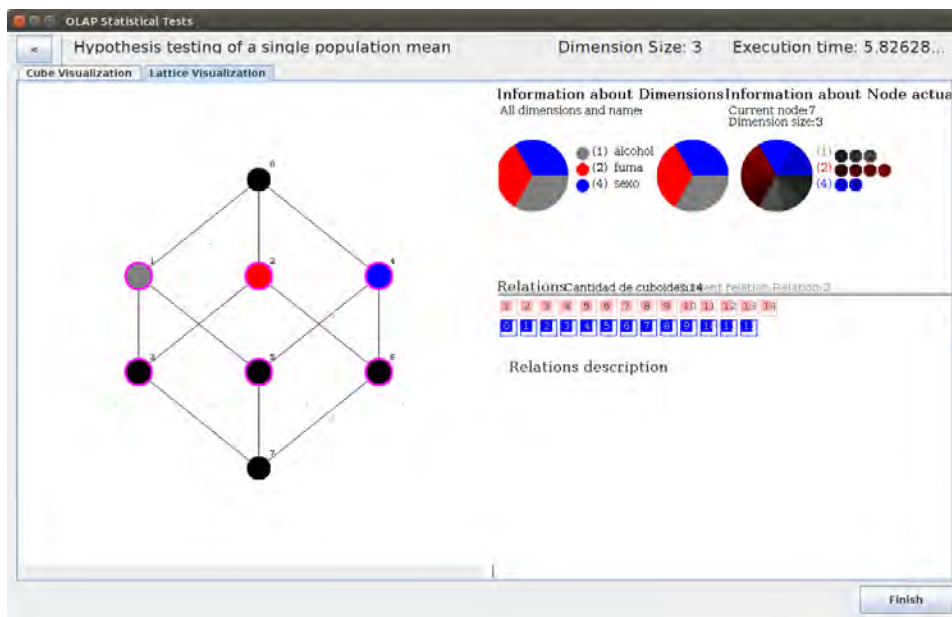 OLAP Statistical Tests
<
Hypothesis testing of a single population mean
Dimension Size: 3
Execution time: 5.82628...
Cube Visualization
Lattice Visualization
Information about Dimensions
All dimensions and name:
(1) alcohol
(2) fuma
(4) sexo
Information about Node actua
Current node:7
Dimension size:3
(1)
(2)
(4)
0
1
2
4
3
5
6
7
Relations
Cantidad de cuboides:14
Relation:2
1 2 3 4 5 6 7 8 9 10 11 12 13 14
0 1 2 3 4 5 6 7 8 9 10 11
Relations description
Finish